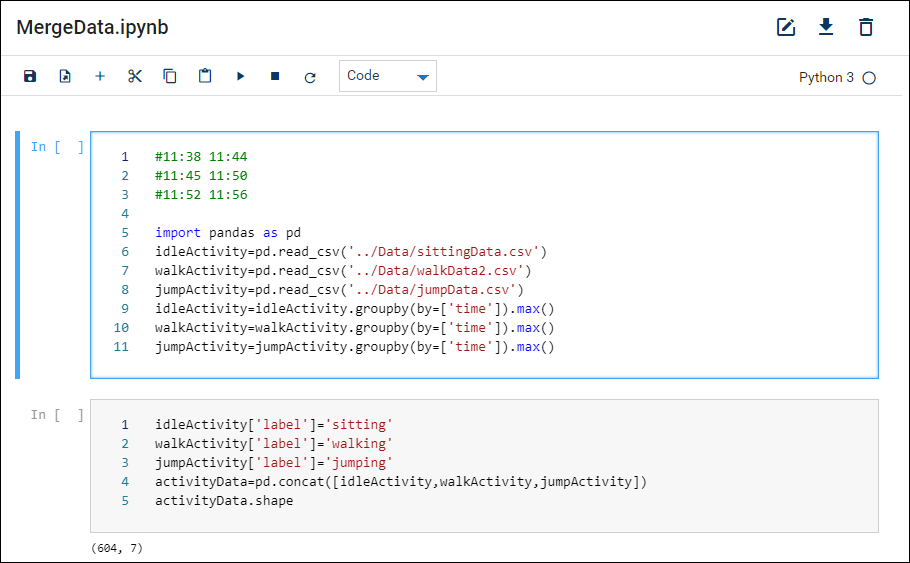 MergeData.ipynb
Code
Python 3
In [ ]
1 #11:38 11:44
2 #11:45 11:50
3 #11:52 11:56
4
5 import pandas as pd
6 idleActivity=pd.read_csv('../Data/sittingData.csv')
7 walkActivity=pd.read_csv('../Data/walkData2.csv')
8 jumpActivity=pd.read_csv('../Data/jumpData.csv')
9 idleActivity=idleActivity.groupby(by=['time']).max()
10 walkActivity=walkActivity.groupby(by=['time']).max()
11 jumpActivity=jumpActivity.groupby(by=['time']).max()
In [ ]
1 idleActivity['label']='sitting'
2 walkActivity['label']='walking'
3 jumpActivity['label']='jumping'
4 activityData=pd.concat([idleActivity,walkActivity,jumpActivity])
5 activityData.shape
(604, 7)